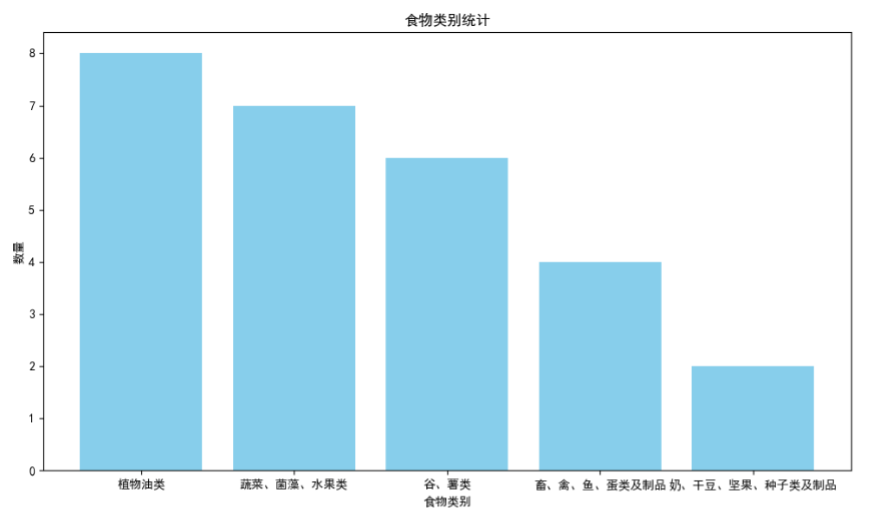 食物类别统计
数量
8
7
6
5
4
3
2
1
0
植物油类
蔬菜、菌藻、水果类
谷、薯类
畜、禽、鱼、蛋类及制品
奶、干豆、坚果、种子类及制品
食物类别